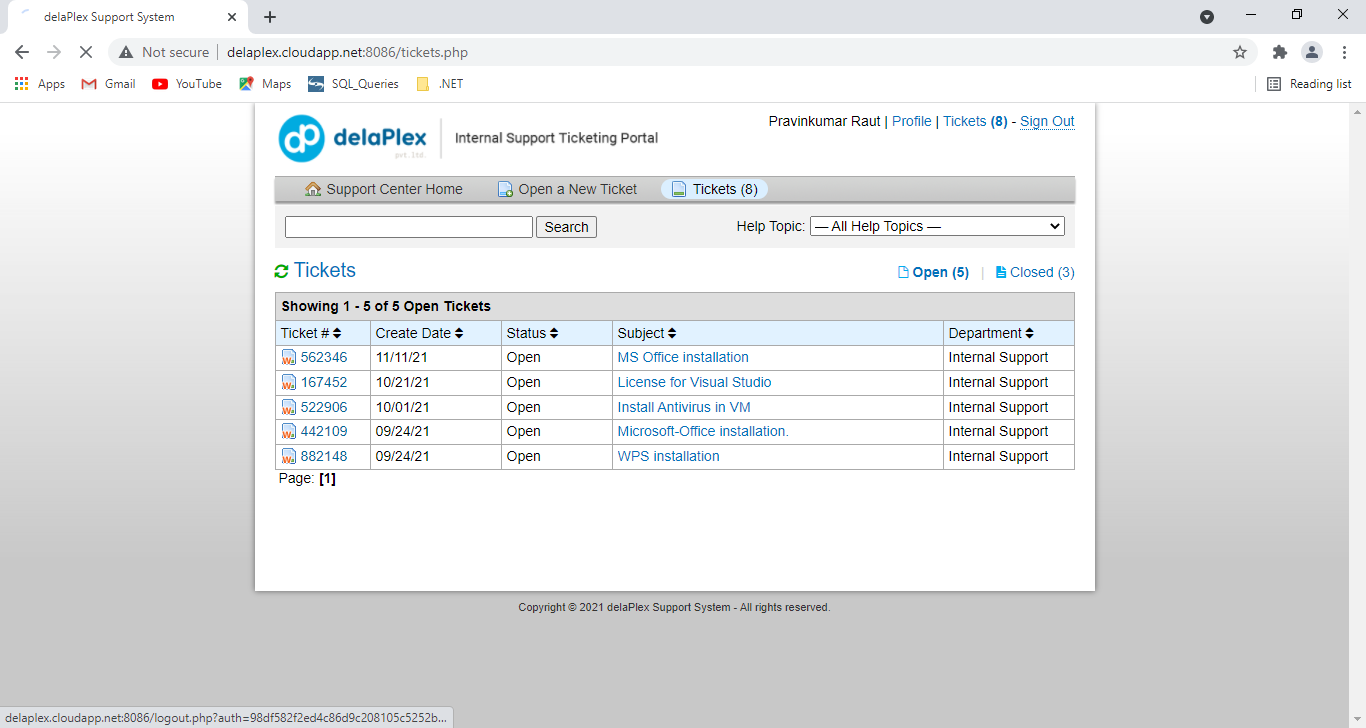 delaPlex Support System
Not secure | delaplex.cloudapp.net:8086/tickets.php
Apps Gmail YouTube Maps SQL_Queries .NET Reading list
Pravinkumar Raut | Profile | Tickets (8) - Sign Out
dp delaPlex pvt.ltd. Internal Support Ticketing Portal
Support Center Home Open a New Ticket Tickets (8)
Search Help Topic: — All Help Topics —
Tickets Open (5) | Closed (3)
Showing 1 - 5 of 5 Open Tickets
Ticket # Create Date Status Subject Department
562346 11/11/21 Open MS Office installation Internal Support
167452 10/21/21 Open License for Visual Studio Internal Support
522906 10/01/21 Open Install Antivirus in VM Internal Support
442109 09/24/21 Open Microsoft-Office installation. Internal Support
882148 09/24/21 Open WPS installation Internal Support
Page: [1]
Copyright © 2021 delaPlex Support System - All rights reserved.
delaplex.cloudapp.net:8086/logout.php?auth=98df582f2ed4c86d9c208105c5252b...